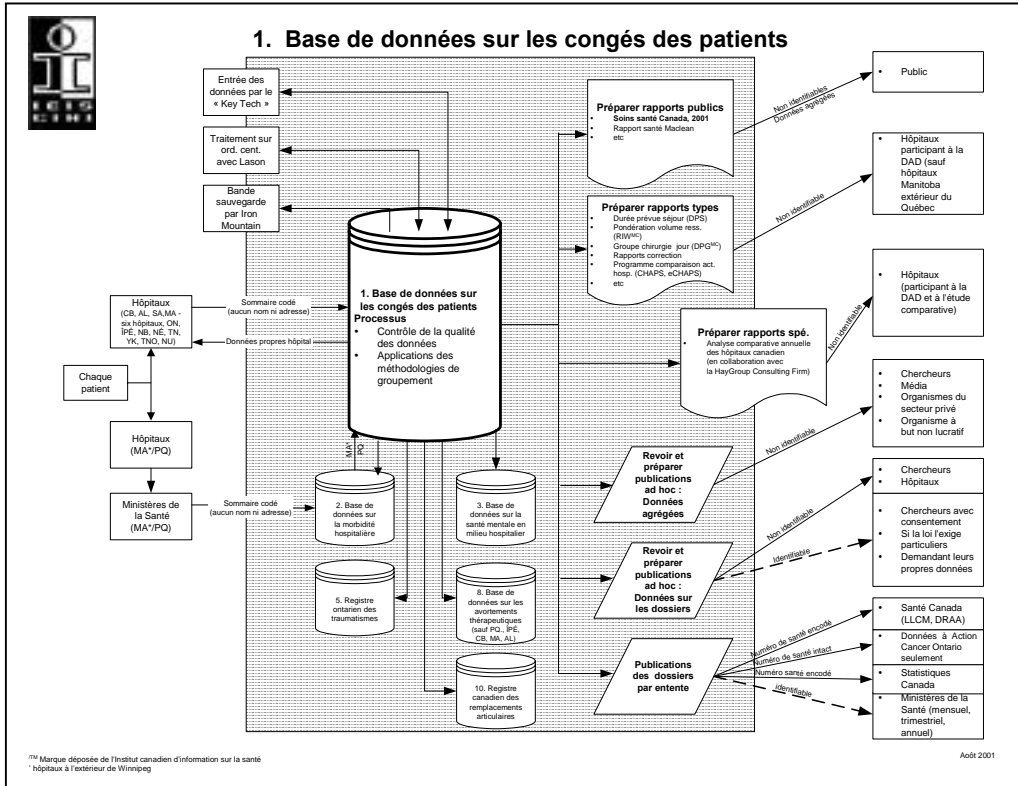 ICIS
CIHI
1. Base de données sur les congés des patients
Entrée des
données par le
« Key Tech »
Traitement sur
ord. cent.
avec Lason
Bande
sauvegarde
par Iron
Mountain
Hôpitaux
(CB, AL, SA,MA -
six hôpitaux, ON,
ÎPÉ, NB, NÉ, TN,
YK, TNO, NU)
Sommaire codé
(aucun nom ni adresse)
Données propres hôpital
Chaque
patient
Hôpitaux
(MA*/PQ)
Ministères de
la Santé
(MA*/PQ)
Sommaire codé
(aucun nom ni adresse)
1. Base de données sur
les congés des patients
Processus
• Contrôle de la qualité
des données
• Applications des
méthodologies de
groupement
MA*
PQ
2. Base de
données sur
la morbidité
hospitalière
3. Base de
données sur la
santé mentale en
milieu hospitalier
5. Registre
ontarien des
traumatismes
8. Base de
données sur les
avortements
thérapeutiques
(sauf PQ., ÎPÉ,
CB, MA, AL)
10. Registre
canadien des
remplacements
articulaires
Préparer rapports publics
• Soins santé Canada, 2001
• Rapport santé Maclean
• etc
Non identifiables
Données agrégées
• Public
Préparer rapports types
• Durée prévue séjour (DPS)
• Pondération volume ress.
(RIWMC)
• Groupe chirurgie jour (DPGMC)
• Rapports correction
• Programme comparaison act.
hosp. (CHAPS, eCHAPS)
• etc
Non identifiable
• Hôpitaux
participant à la
DAD (sauf
hôpitaux
Manitoba
extérieur du
Québec
Préparer rapports spé.
• Analyse comparative annuelle
des hôpitaux canadien
(en collaboration avec
la HayGroup Consulting Firm)
Non identifiable
• Hôpitaux
(participant à la
DAD et à l'étude
comparative)
Revoir et
préparer
publications
ad hoc :
Données
agrégées
Non identifiable
• Chercheurs
• Média
• Organismes du
secteur privé
• Organisme à
but non lucratif
Revoir et
préparer
publications
ad hoc :
Données sur
les dossiers
Non identifiable
Identifiable
• Chercheurs
• Hôpitaux
• Chercheurs avec
consentement
• Si la loi l'exige
particuliers
• Demandant leurs
propres données
Publications
des dossiers
par entente
Numéro de santé encodé
Numéro de santé intact
Numéro santé encodé
identifiable
• Santé Canada
(LLCM, DRAA)
• Données à Action
Cancer Ontario
seulement
• Statistiques
Canada
• Ministères de la
Santé (mensuel,
trimestriel,
annuel)
/TM Marque déposée de l'Institut canadien d'information sur la santé
* hôpitaux à l'extérieur de Winnipeg
Août 2001